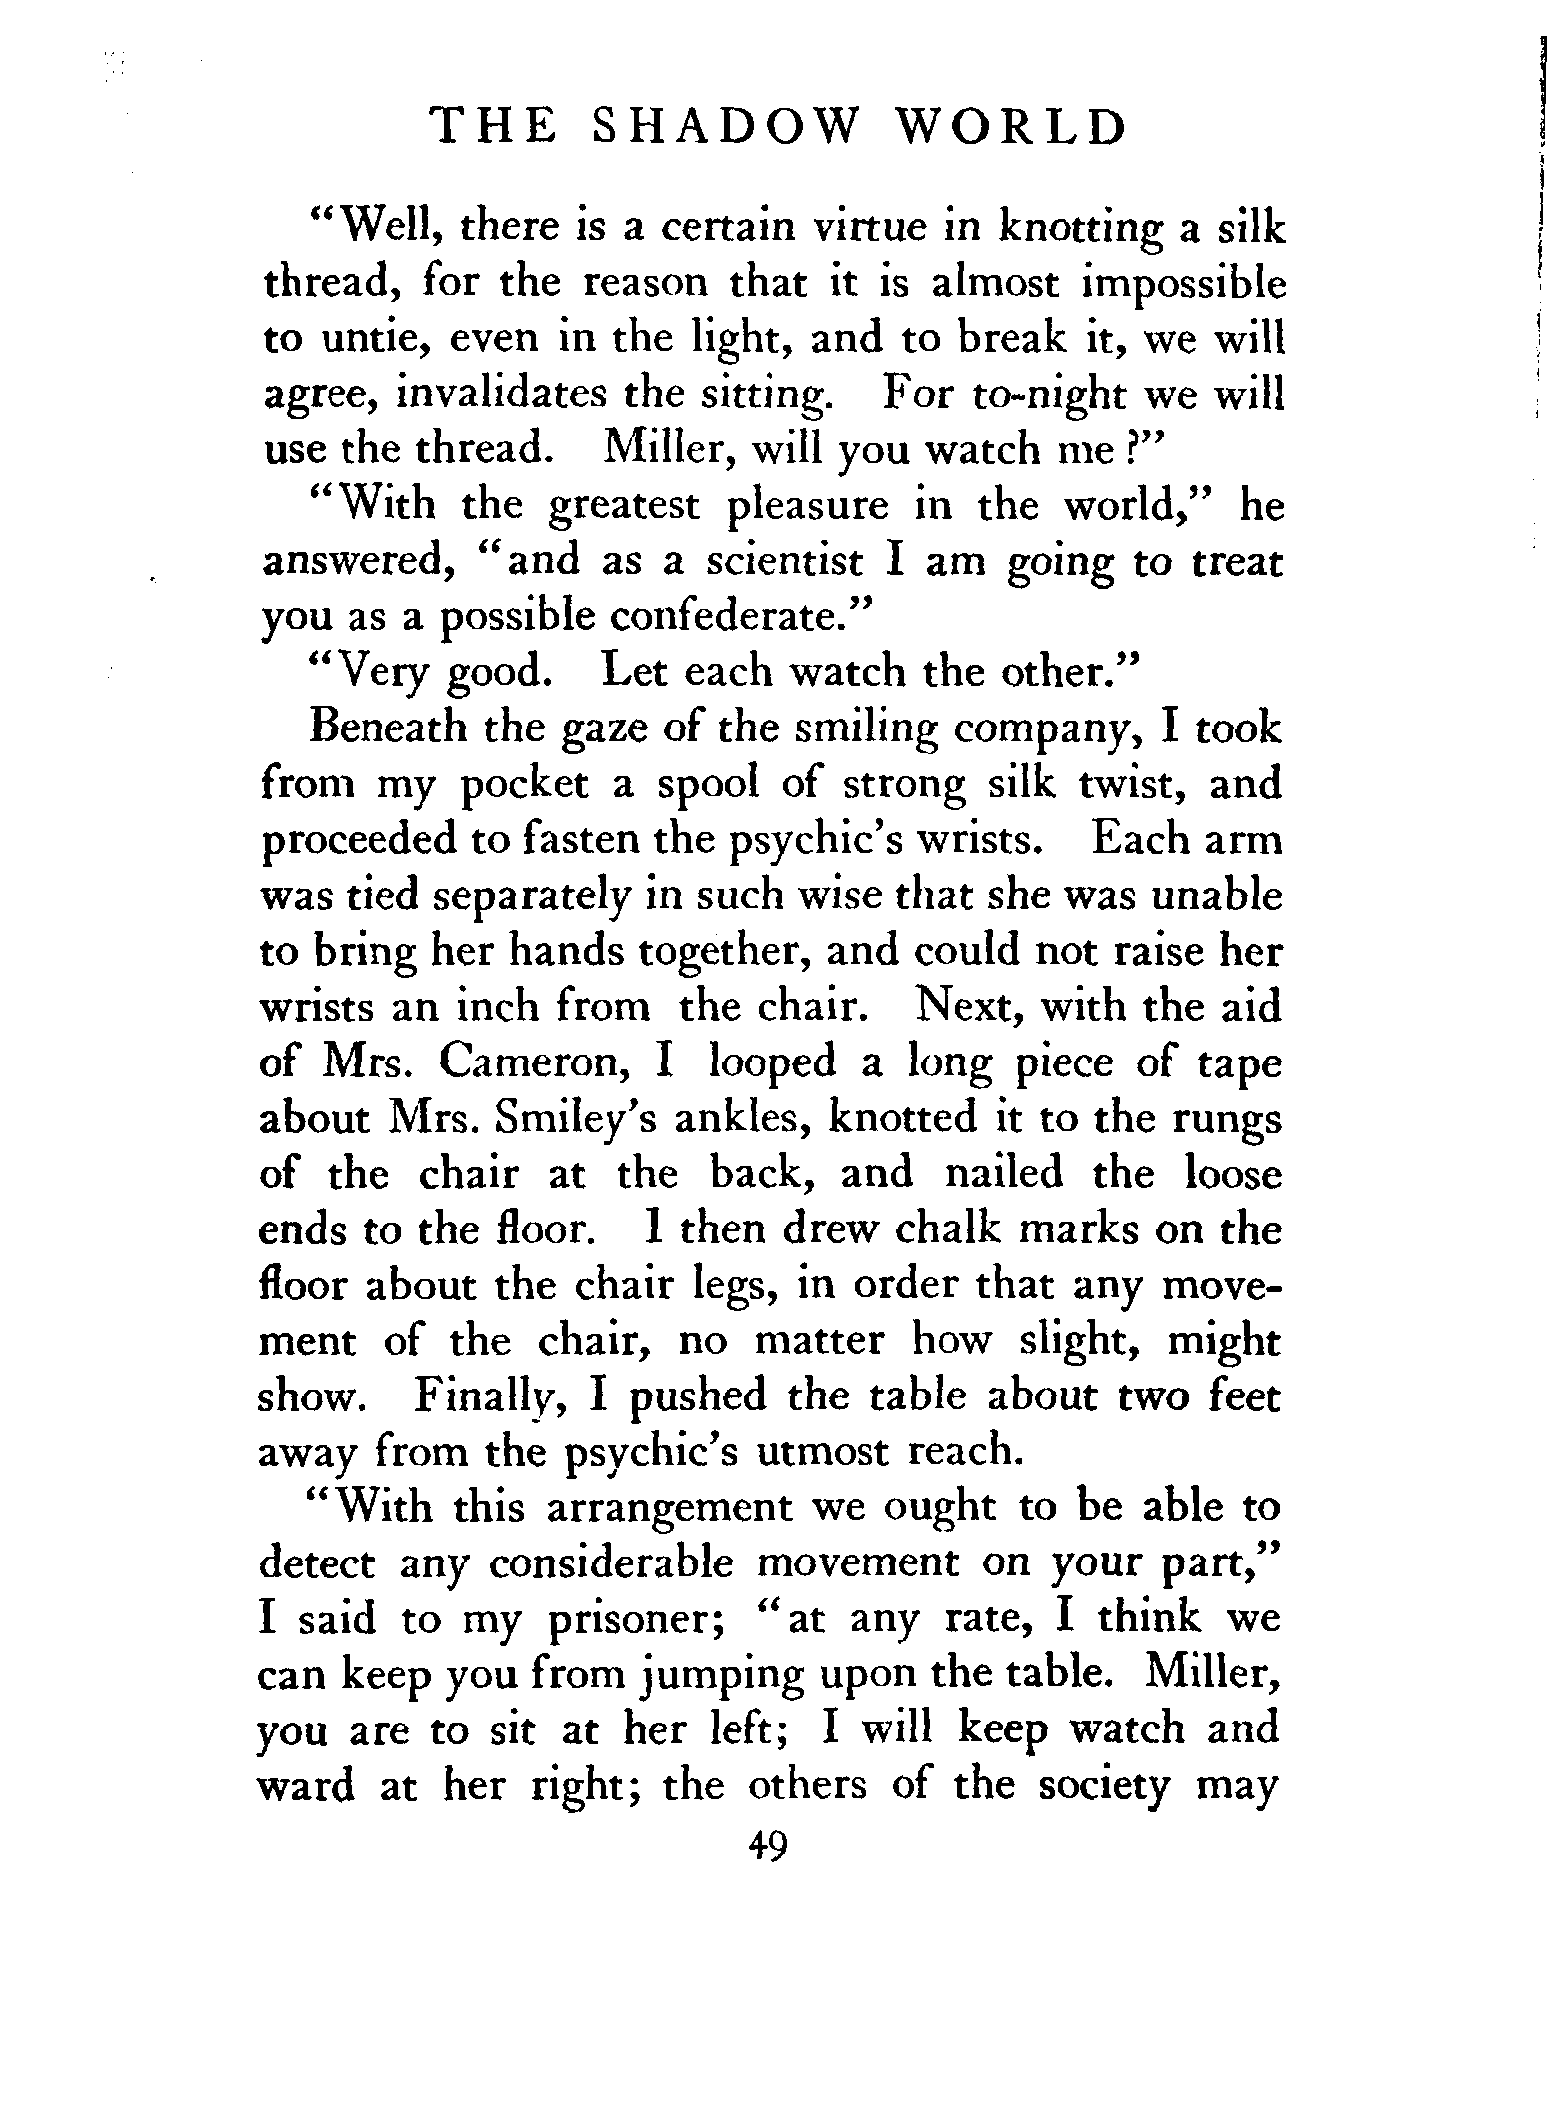 THE SHADOW WORLD
“Well, there is a certain virtue in knotting a silk
thread, for the reason that it is almost impossible
to untie, even in the light, and to break it, we will
agree, invalidates the sitting. For to-night we will
use the thread. Miller, will you watch me?”
“With the greatest pleasure in the world,” he
answered, “and as a scientist I am going to treat
you as a possible confederate.”
“Very good. Let each watch the other.”
Beneath the gaze of the smiling company, I took
from my pocket a spool of strong silk twist, and
proceeded to fasten the psychic’s wrists. Each arm
was tied separately in such wise that she was unable
to bring her hands together, and could not raise her
wrists an inch from the chair. Next, with the aid
of Mrs. Cameron, I looped a long piece of tape
about Mrs. Smiley’s ankles, knotted it to the rungs
of the chair at the back, and nailed the loose
ends to the floor. I then drew chalk marks on the
floor about the chair legs, in order that any move-
ment of the chair, no matter how slight, might
show. Finally, I pushed the table about two feet
away from the psychic’s utmost reach.
“With this arrangement we ought to be able to
detect any considerable movement on your part,”
I said to my prisoner; “at any rate, I think we
can keep you from jumping upon the table. Miller,
you are to sit at her left; I will keep watch and
ward at her right; the others of the society may
49